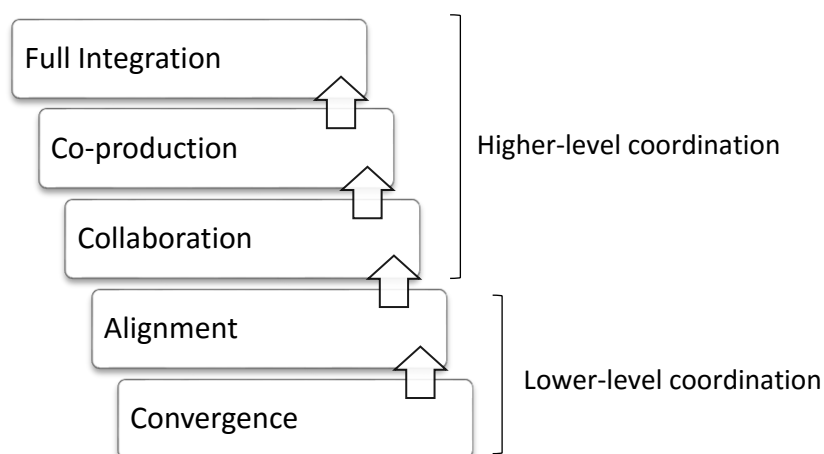 Full Integration
Co-production
Higher-level coordination
Collaboration
Alignment
Lower-level coordination
Convergence